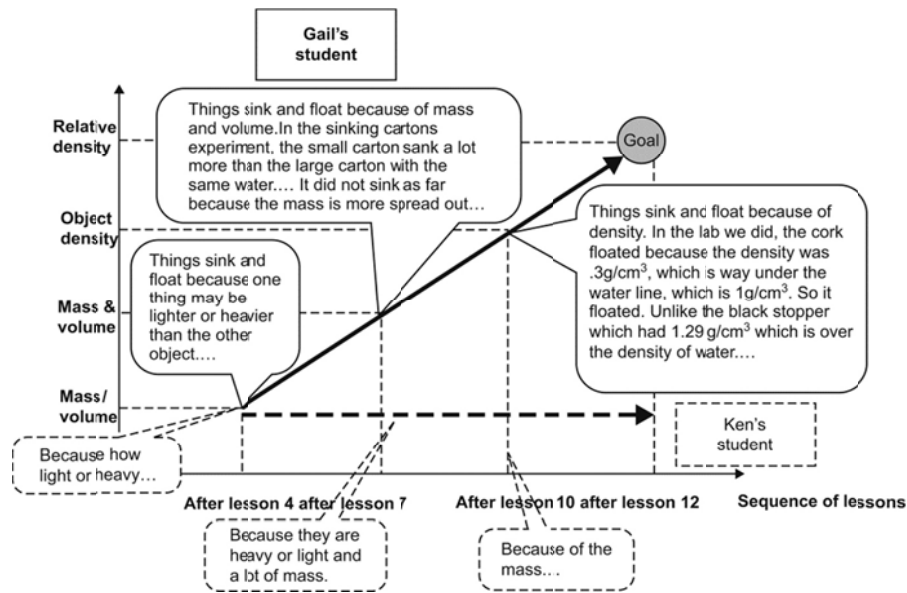 Gail's
student
Things sink and float because of mass
and volume.In the sinking cartons
experiment, the small carton sank a lot
more than the large carton with the
same water.... It did not sink as far
because the mass is more spread out...
Relative
density
Goal
Object
density
Things sink and
float because one
thing may be
lighter or heavier
than the other
object....
Things sink and float because of
density. In the lab we did, the cork
floated because the density was
.3g/cm³, which is way under the
water line, which is 1g/cm³. So it
floated. Unlike the black stopper
which had 1.29g/cm³ which is over
the density of water....
Mass &
volume
Mass/
volume
Because how
light or heavy...
Ken's
student
After lesson 4 after lesson 7 After lesson 10 after lesson 12 Sequence of lessons
Because they are
heavy or light and
a lot of mass.
Because of the
mass....